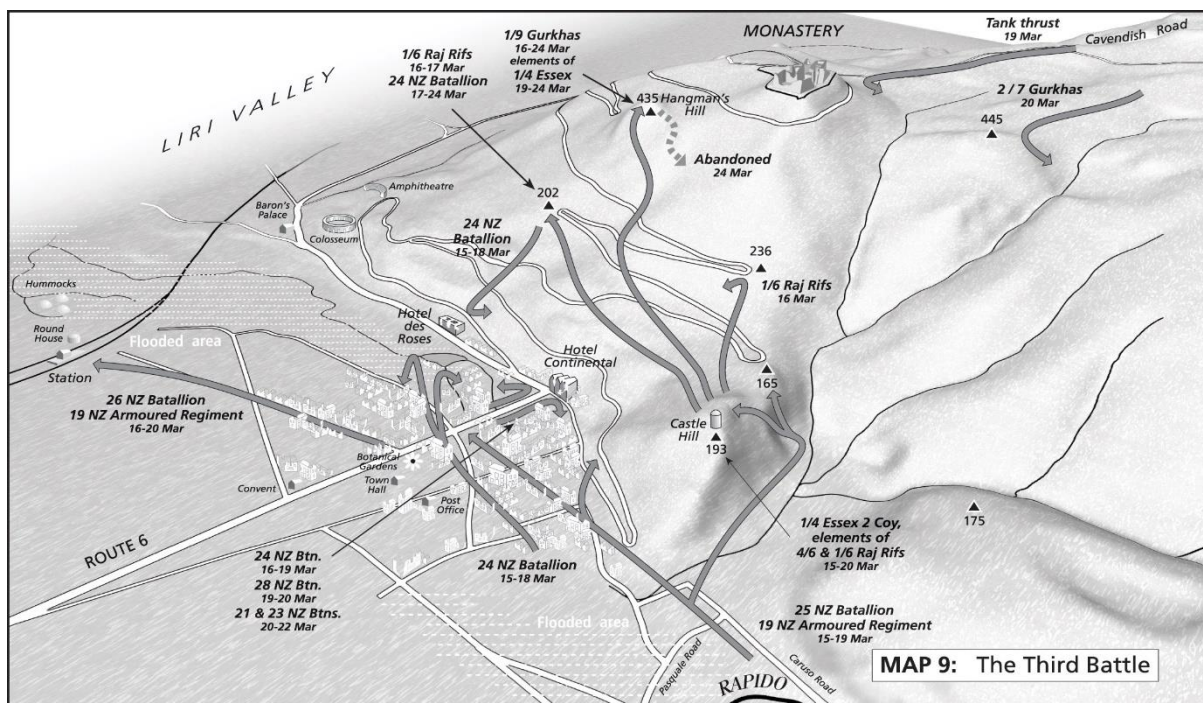 MONASTERY
Tank thrust
19 Mar
Cavendish Road
1/6 Raj Rifs
16-17 Mar
24 NZ Batallion
17-24 Mar
1/9 Gurkhas
16-24 Mar
elements of
1/4 Essex
19-24 Mar
2 / 7 Gurkhas
20 Mar
LIRI VALLEY
435
Hangman's
Hill
445
Abandoned
24 Mar
Amphitheatre
Baron's
Palace
Colosseum
202
24 NZ
Batallion
15-18 Mar
236
1/6 Raj Rifs
16 Mar
Hummocks
Round
House
Flooded area
Station
Hotel
des
Roses
Hotel
Continental
165
26 NZ Batallion
19 NZ Armoured Regiment
16-20 Mar
Castle
Hill
193
Botanical
Gardens
Convent
Town
Hall
Post
Office
175
ROUTE 6
1/4 Essex 2 Coy,
elements of
4/6 & 1/6 Raj Rifs
15-20 Mar
24 NZ Btn.
16-19 Mar
28 NZ Btn.
19-20 Mar
21 & 23 NZ Btns.
20-22 Mar
24 NZ Batallion
15-18 Mar
Flooded area
25 NZ Batallion
19 NZ Armoured Regiment
15-19 Mar
Pasquale Road
Caruso Road
RAPIDO
MAP 9: The Third Battle